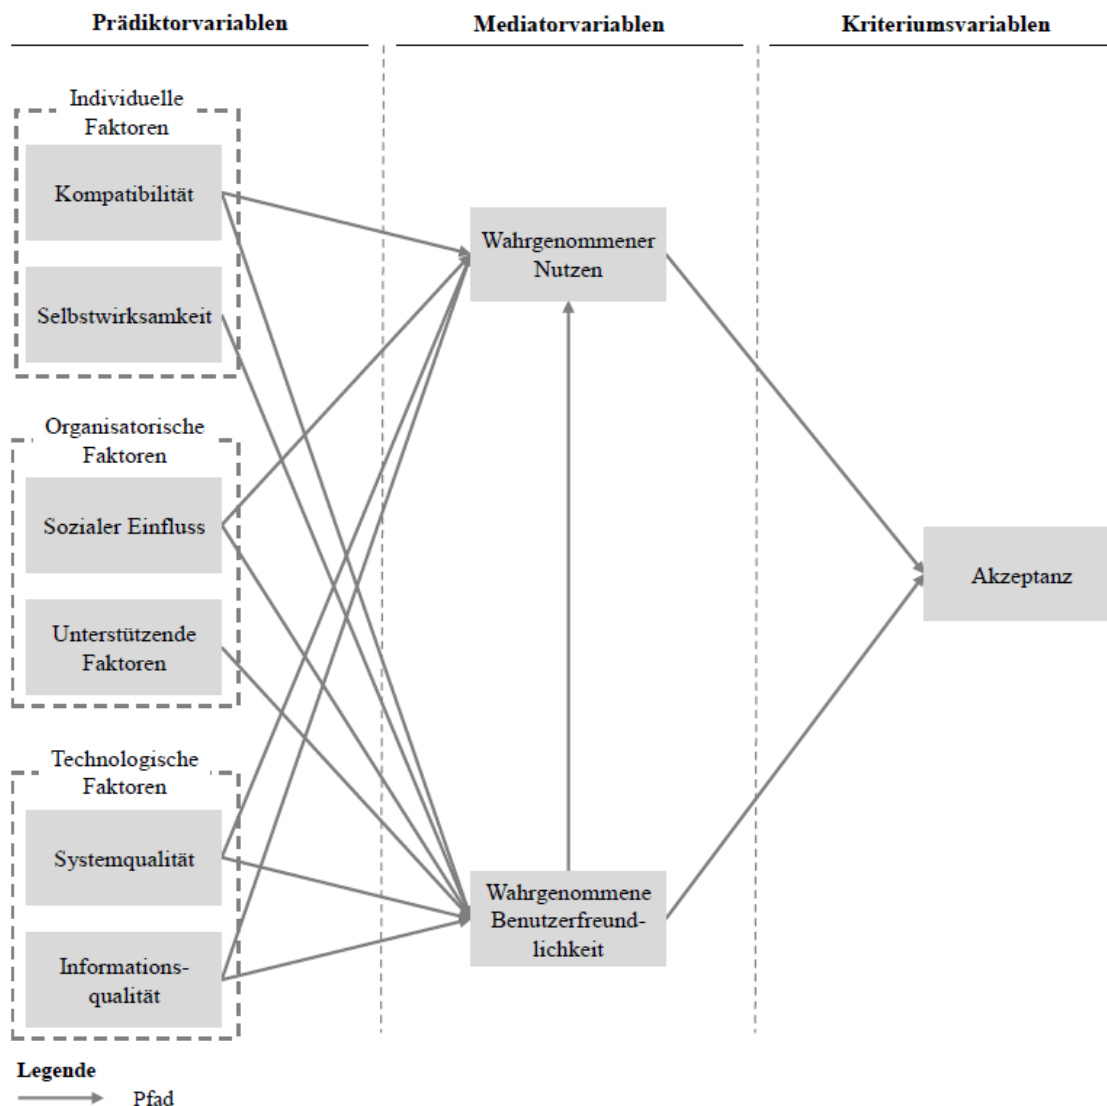 Prädiktorvariablen
Mediatorvariablen
Kriteriumsvariablen
Individuelle
Faktoren
Kompatibilität
Selbstwirksamkeit
Organisatorische
Faktoren
Sozialer Einfluss
Unterstützende
Faktoren
Technologische
Faktoren
Systemqualität
Informations-
qualität
Wahrgenommener
Nutzen
Wahrgenommene
Benutzerfreund-
lichkeit
Akzeptanz
Legende
Pfad